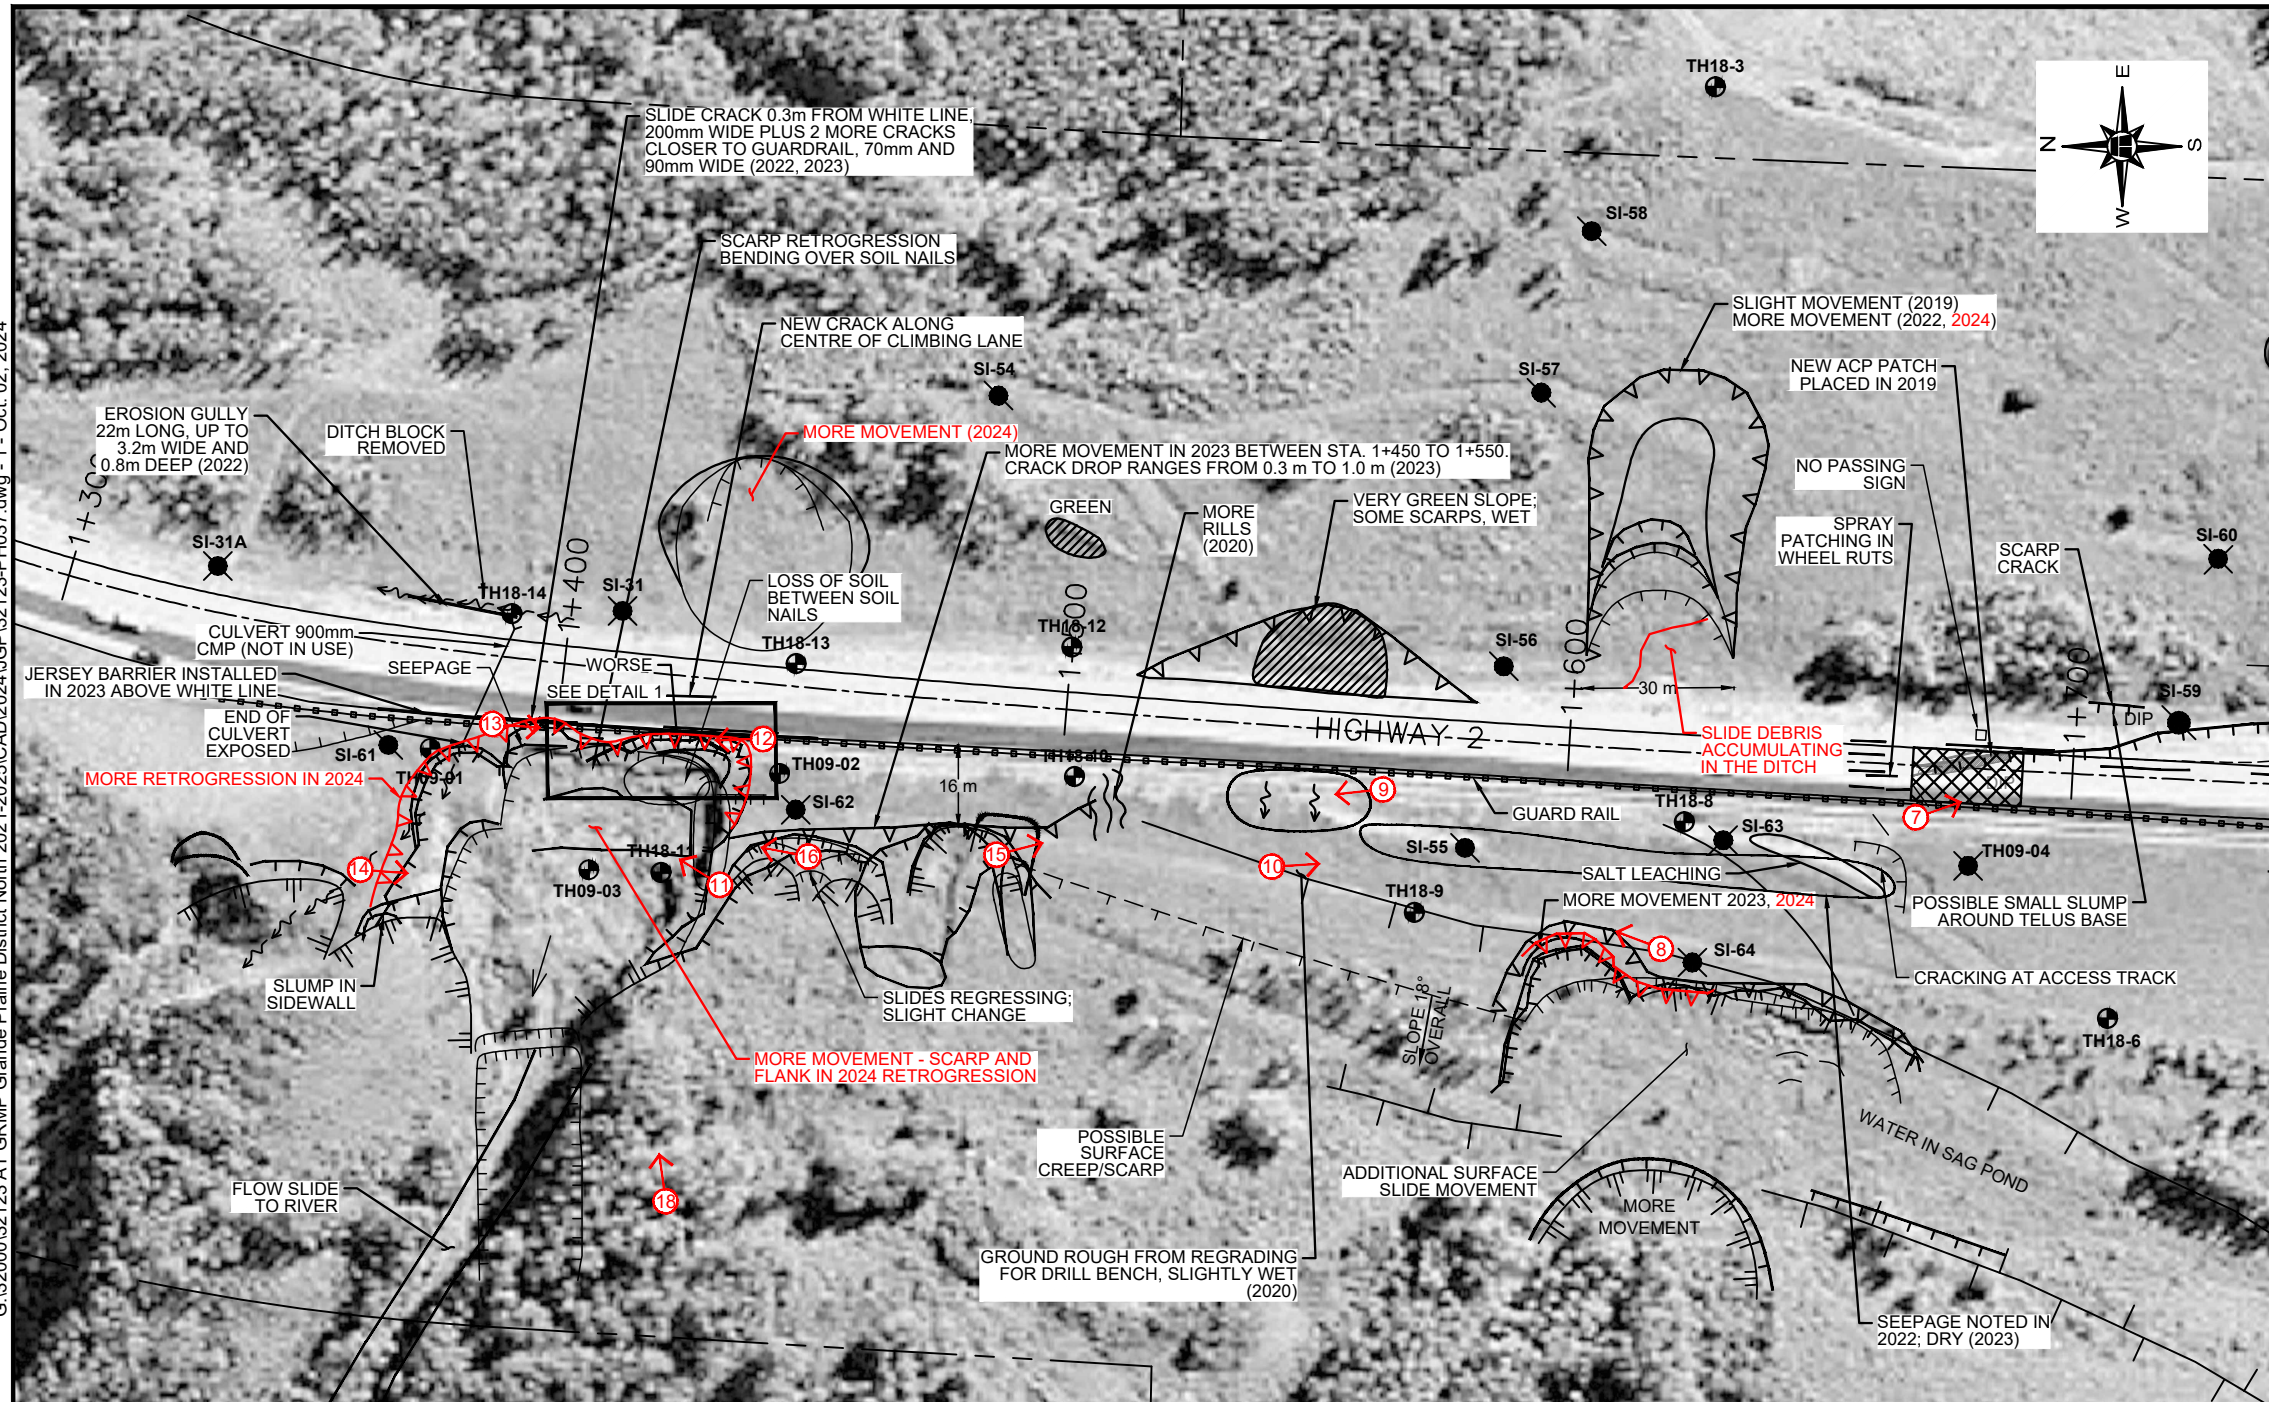 TH18-3
E
N
S
W
SLIDE CRACK 0.3m FROM WHITE LINE,
200mm WIDE PLUS 2 MORE CRACKS
CLOSER TO GUARDRAIL, 70mm AND
90mm WIDE (2022, 2023)
SI-58
SCARP RETROGRESSION
BENDING OVER SOIL NAILS
SLIGHT MOVEMENT (2019)
MORE MOVEMENT (2022, 2024)
NEW CRACK ALONG
CENTRE OF CLIMBING LANE
SI-54
SI-57
NEW ACP PATCH
PLACED IN 2019
EROSION GULLY
22m LONG, UP TO
3.2m WIDE AND
0.8m DEEP (2022)
DITCH BLOCK
REMOVED
MORE MOVEMENT (2024)
MORE MOVEMENT IN 2023 BETWEEN STA. 1+450 TO 1+550.
CRACK DROP RANGES FROM 0.3 m TO 1.0 m (2023)
NO PASSING
SIGN
1+300
GREEN
MORE
RILLS
(2020)
VERY GREEN SLOPE;
SOME SCARPS, WET
SPRAY
PATCHING IN
WHEEL RUTS
SCARP
CRACK
SI-60
SI-31A
1+400
TH18-14
SI-31
LOSS OF SOIL
BETWEEN SOIL
NAILS
TH18-12
TH18-13
CULVERT 900mm
CMP (NOT IN USE)
SEEPAGE
WORSE
SI-56
1+600
30 m
1+700
SI-59
DIP
JERSEY BARRIER INSTALLED
IN 2023 ABOVE WHITE LINE
SEE DETAIL 1
END OF
CULVERT
EXPOSED
13
12
HIGHWAY 2
SLIDE DEBRIS
ACCUMULATING
IN THE DITCH
SI-61
TH09-01
MORE RETROGRESSION IN 2024
TH09-02
TH18-10
16 m
9
SI-62
GUARD RAIL
TH18-8
7
SI-63
14
TH18-11
16
15
10
SI-55
TH09-04
TH09-03
11
SALT LEACHING
TH18-9
MORE MOVEMENT 2023, 2024
POSSIBLE SMALL SLUMP
AROUND TELUS BASE
8
SI-64
CRACKING AT ACCESS TRACK
SLUMP IN
SIDEWALL
SLIDES REGRESSING;
SLIGHT CHANGE
SLOPE 18°
OVERALL
TH18-6
MORE MOVEMENT - SCARP AND
FLANK IN 2024 RETROGRESSION
WATER IN SAG POND
POSSIBLE
SURFACE
CREEP/SCARP
ADDITIONAL SURFACE
SLIDE MOVEMENT
FLOW SLIDE
TO RIVER
18
MORE
MOVEMENT
GROUND ROUGH FROM REGRADING
FOR DRILL BENCH, SLIGHTLY WET
(2020)
SEEPAGE NOTED IN
2022; DRY (2023)